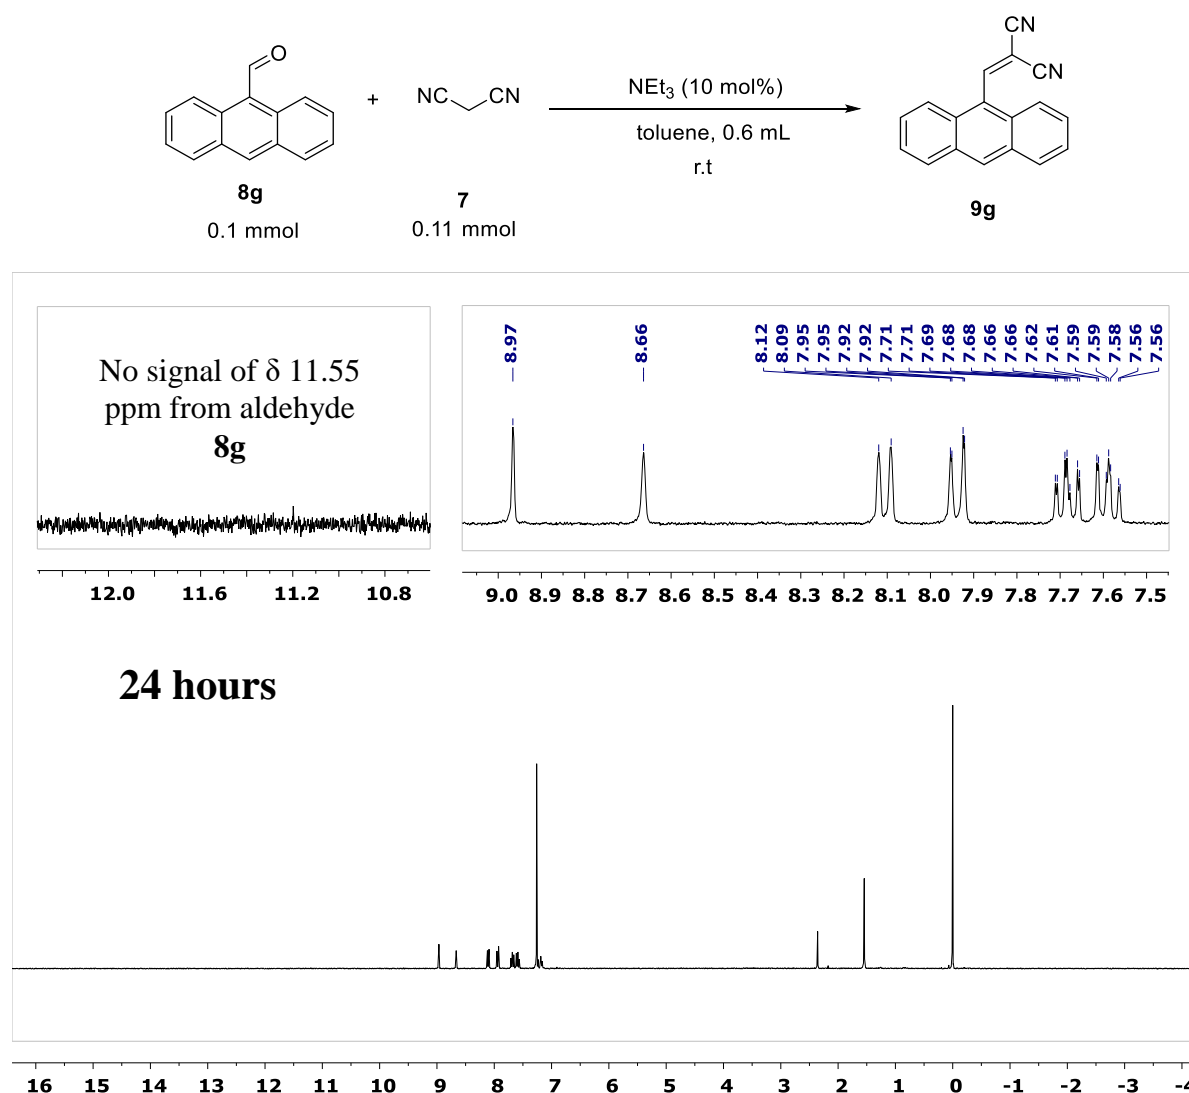 CN
O
NC
CN
+
NEt₃ (10 mol%)
CN
toluene, 0.6 mL
r.t
8g
7
9g
0.1 mmol
0.11 mmol
No signal of δ 11.55
ppm from aldehyde
8g
8.97
8.66
8.12
8.09
7.95
7.95
7.92
7.92
7.71
7.71
7.69
7.68
7.68
7.66
7.66
7.62
7.61
7.59
7.59
7.58
7.56
7.56
12.0 11.6 11.2 10.8
9.0 8.9 8.8 8.7 8.6 8.5 8.4 8.3 8.2 8.1 8.0 7.9 7.8 7.7 7.6 7.5
24 hours
16 15 14 13 12 11 10 9 8 7 6 5 4 3 2 1 0 -1 -2 -3